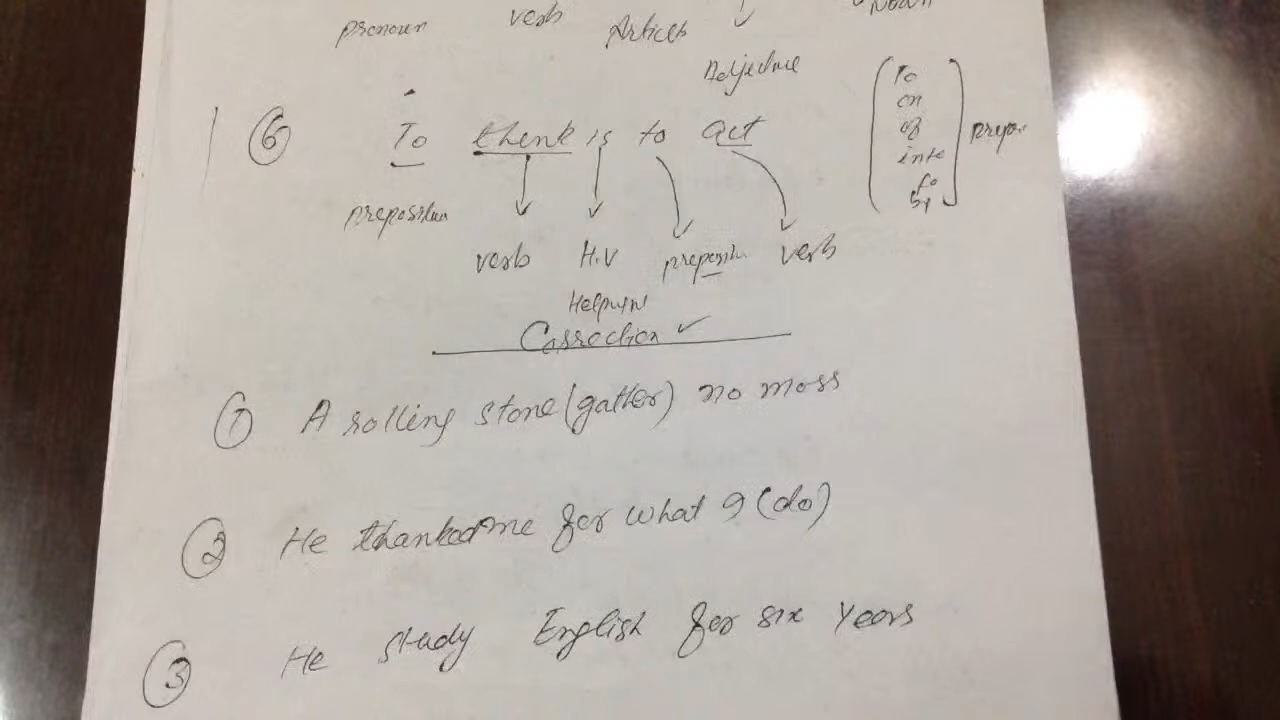 pronoun verb Article Noun
Adjective
⑥ To think is to act
To
on
of
into
fo
By
prepo
preposition
verb H.V preposition verb
Helping
Correction ✓
① A rolling stone (gather) no moss
② He thanked me for what I (do)
③ He study English for six years